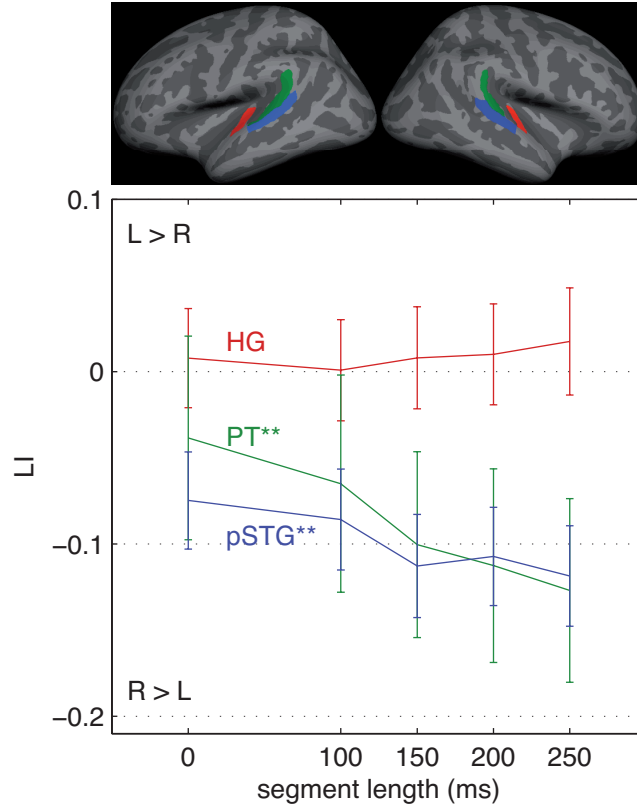 0.1
L > R
HG
0
PT**
LI
−0.1
pSTG**
R > L
−0.2
0 100 150 200 250
segment length (ms)